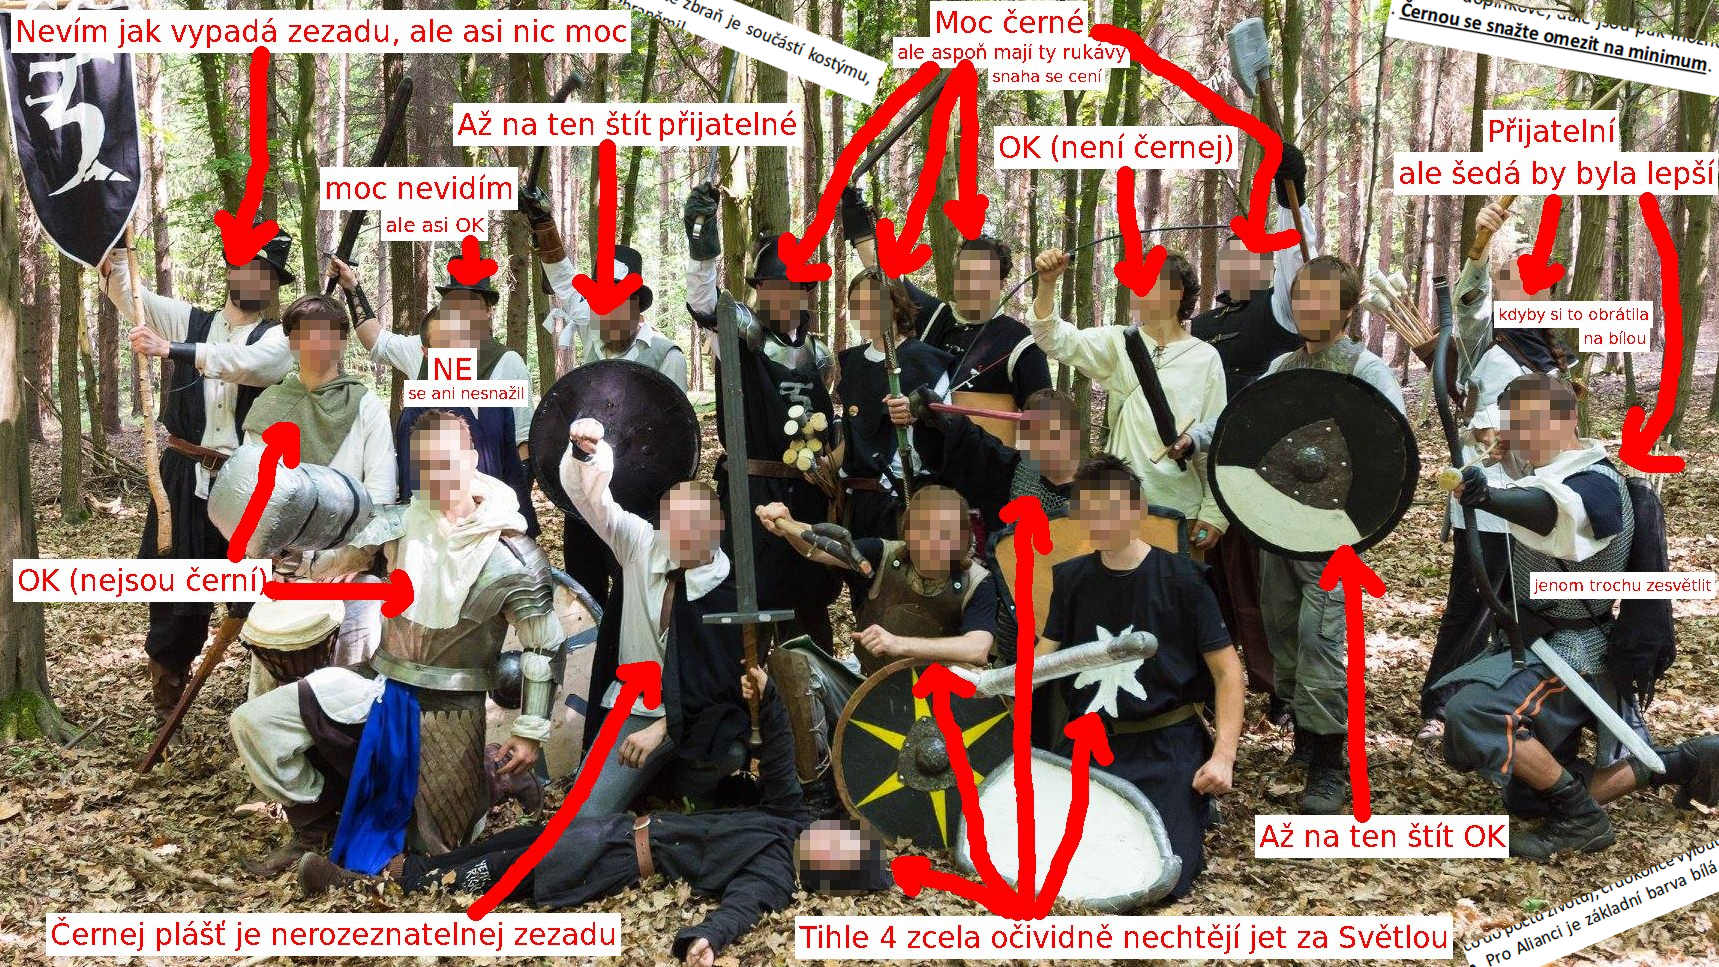 Nevím jak vypadá zezadu, ale asi nic moc
zbraň je součástí kostýmu,
Moc černé
ale aspoň mají ty rukávy
snaha se cení
Černou se snažte omezit na minimum.
Až na ten štít přijatelné
OK (není černej)
Přijatelní
ale šedá by byla lepší
moc nevidím
ale asi OK
kdyby si to obrátila
na bílou
NE
se ani nesnažil
OK (nejsou černí)
jenom trochu zesvětlit
Až na ten štít OK
Černej plášť je nerozeznatelnej zezadu
Tihle 4 zcela očividně nechtějí jet za Světlou
Pro Alianci je základní barva bílá